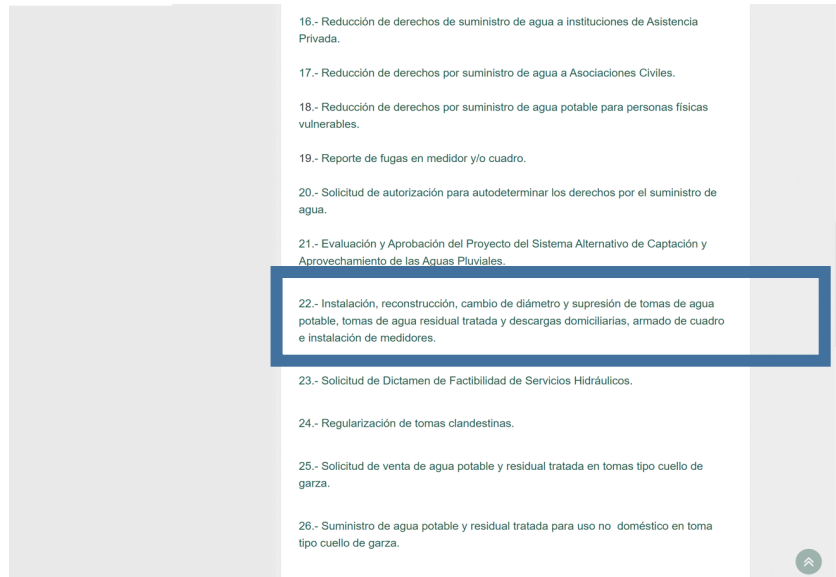 16.- Reducción de derechos de suministro de agua a instituciones de Asistencia
Privada.
17.- Reducción de derechos por suministro de agua a Asociaciones Civiles.
18.- Reducción de derechos por suministro de agua potable para personas físicas
vulnerables.
19.- Reporte de fugas en medidor y/o cuadro.
20.- Solicitud de autorización para autodeterminar los derechos por el suministro de
agua.
21.- Evaluación y Aprobación del Proyecto del Sistema Alternativo de Captación y
Aprovechamiento de las Aguas Pluviales.
22.- Instalación, reconstrucción, cambio de diámetro y supresión de tomas de agua
potable, tomas de agua residual tratada y descargas domiciliarias, armado de cuadro
e instalación de medidores.
23.- Solicitud de Dictamen de Factibilidad de Servicios Hidráulicos.
24.- Regularización de tomas clandestinas.
25.- Solicitud de venta de agua potable y residual tratada en tomas tipo cuello de
garza.
26.- Suministro de agua potable y residual tratada para uso no  doméstico en toma
tipo cuello de garza.